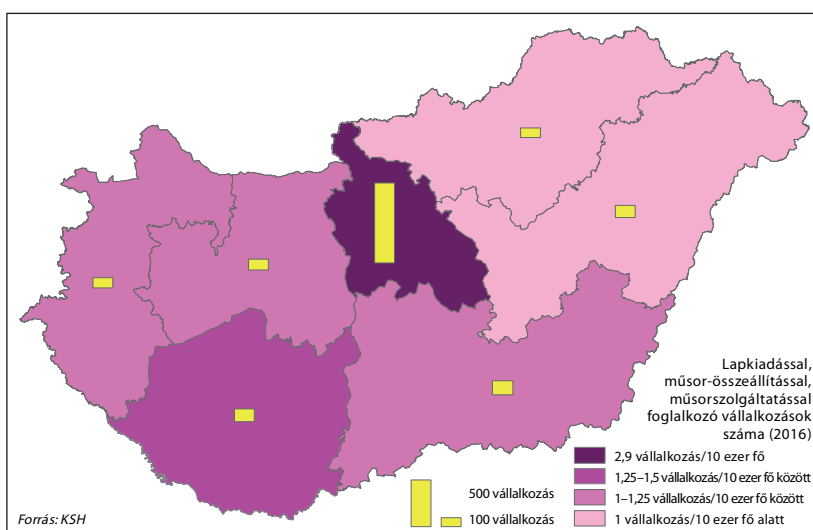 Lapkiadással,
műsor-összeállítással,
műsorszolgáltatással
foglalkozó vállalkozások
száma (2016)
2,9 vállalkozás/10 ezer fő
1,25–1,5 vállalkozás/10 ezer fő között
1–1,25 vállalkozás/10 ezer fő között
1 vállalkozás/10 ezer fő alatt
500 vállalkozás
100 vállalkozás
Forrás: KSH